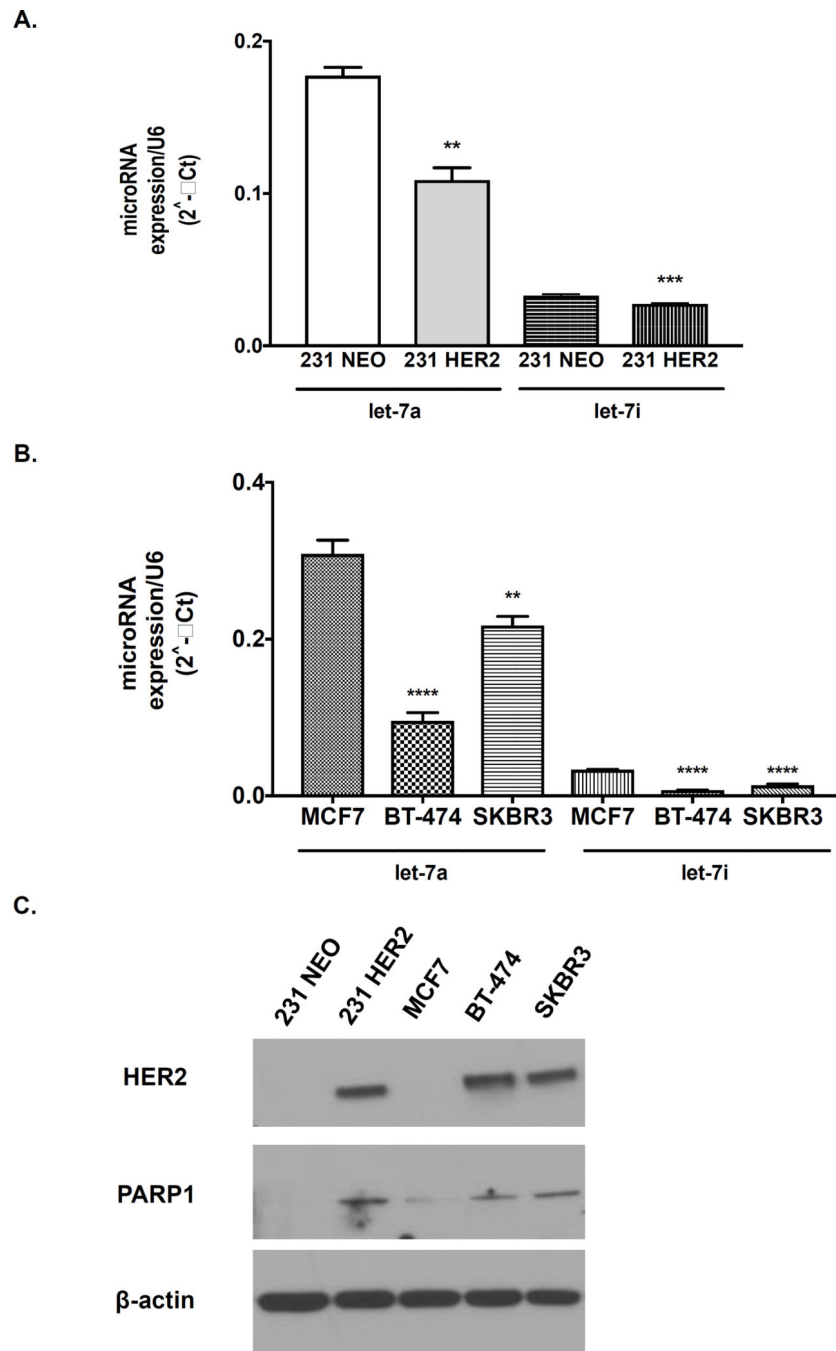 A.
microRNA
expression/U6
(2^-□Ct)
0.2
0.1
0.0
**
***
231 NEO 231 HER2 231 NEO 231 HER2
let-7a let-7i
B.
microRNA
expression/U6
(2^-□Ct)
0.4
0.2
0.0
**
**** **** ****
MCF7 BT-474 SKBR3 MCF7 BT-474 SKBR3
let-7a let-7i
C.
231 NEO 231 HER2 MCF7 BT-474 SKBR3
HER2
PARP1
β-actin